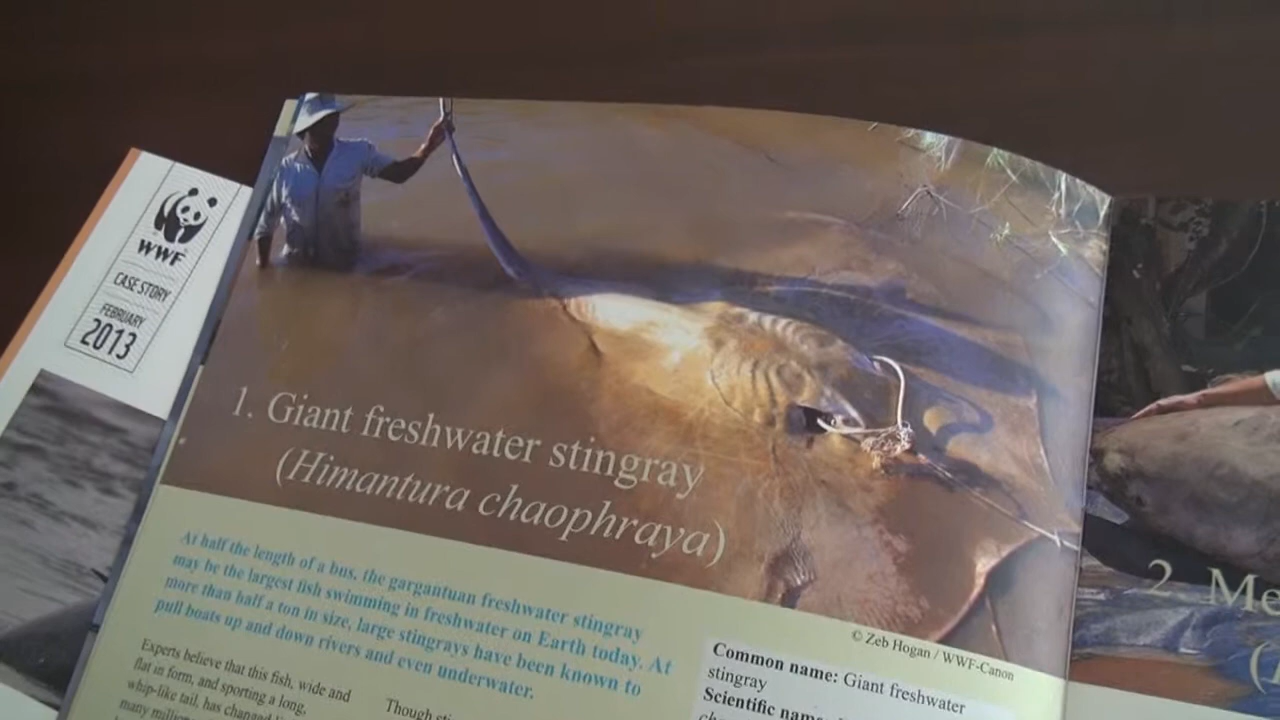 WWF
CASE STORY
FEBRUARY
2013
1. Giant freshwater stingray
(Himantura chaophraya)
At half the length of a bus, the gargantuan freshwater stingray
may be the largest fish swimming in freshwater on Earth today. At
more than half a ton in size, large stingrays have been known to
pull boats up and down rivers and even underwater.
Experts believe that this fish, wide and
flat in form, and sporting a long,
whip-like tail, has
Though
© Zeb Hogan / WWF-Canon
Common name: Giant freshwater
stingray
Scientific
2. Me